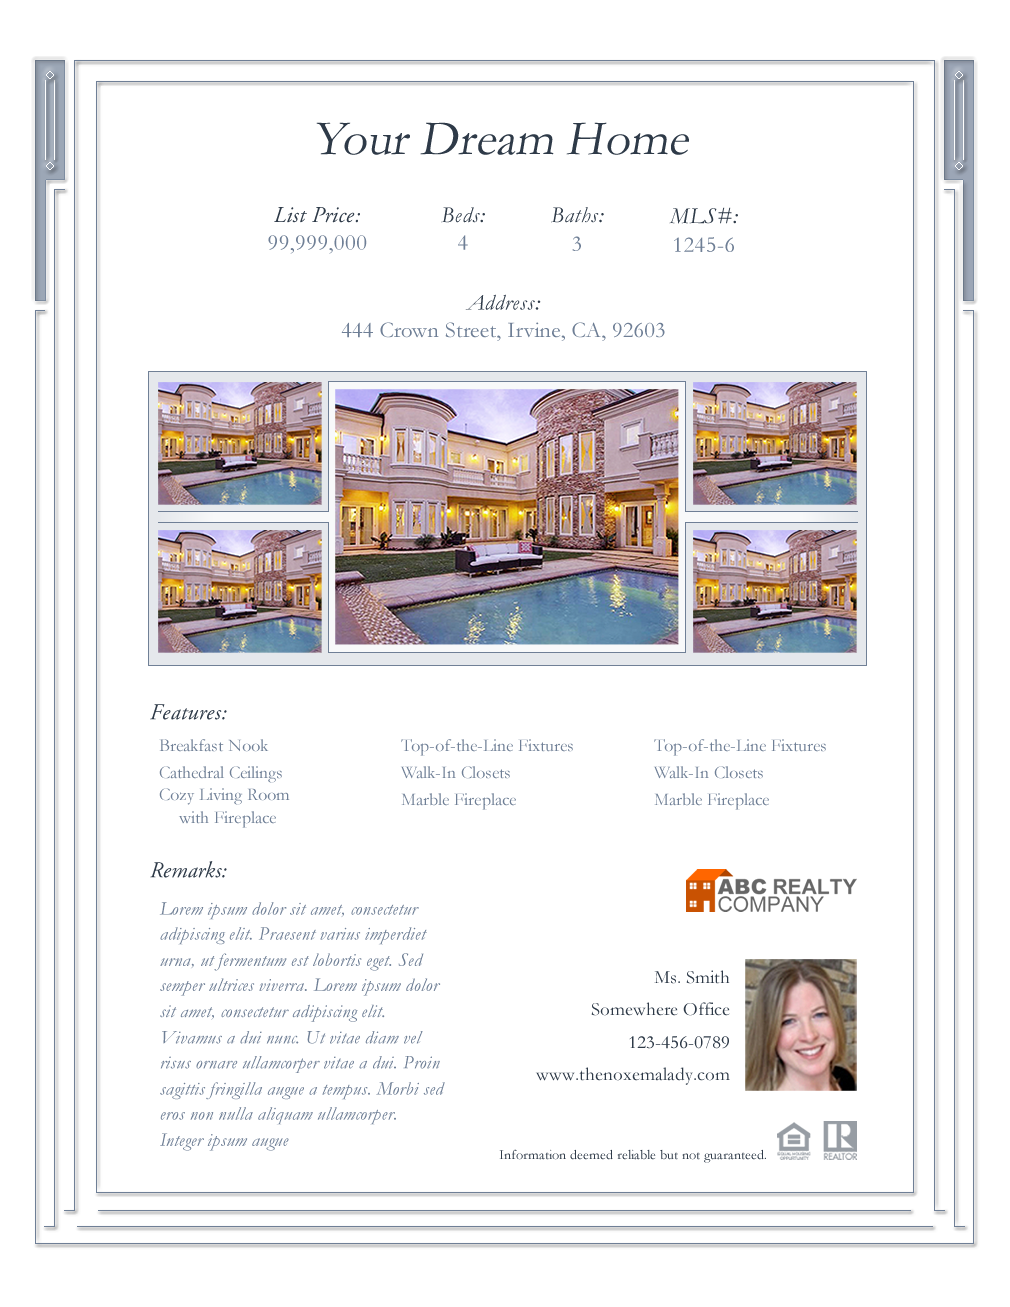 Your Dream Home
List Price: Beds: Baths: MLS#:
99,999,000 4 3 1245-6
Address:
444 Crown Street, Irvine, CA, 92603
Features:
Breakfast Nook
Cathedral Ceilings
Cozy Living Room
with Fireplace
Top-of-the-Line Fixtures
Walk-In Closets
Marble Fireplace
Top-of-the-Line Fixtures
Walk-In Closets
Marble Fireplace
Remarks:
Lorem ipsum dolor sit amet, consectetur
adipiscing elit. Praesent varius imperdiet
urna, ut fermentum est lobortis eget. Sed
semper ultrices viverra. Lorem ipsum dolor
sit amet, consectetur adipiscing elit.
Vivamus a dui nunc. Ut vitae diam vel
risus ornare ullamcorper vitae a dui. Proin
sagittis fringilla augue a tempus. Morbi sed
eros non nulla aliquam ullamcorper.
Integer ipsum augue
ABC REALTY
COMPANY
Ms. Smith
Somewhere Office
123-456-0789
www.thenoxemalady.com
Information deemed reliable but not guaranteed.
EQUAL HOUSING
OPPORTUNITY
R
REALTOR